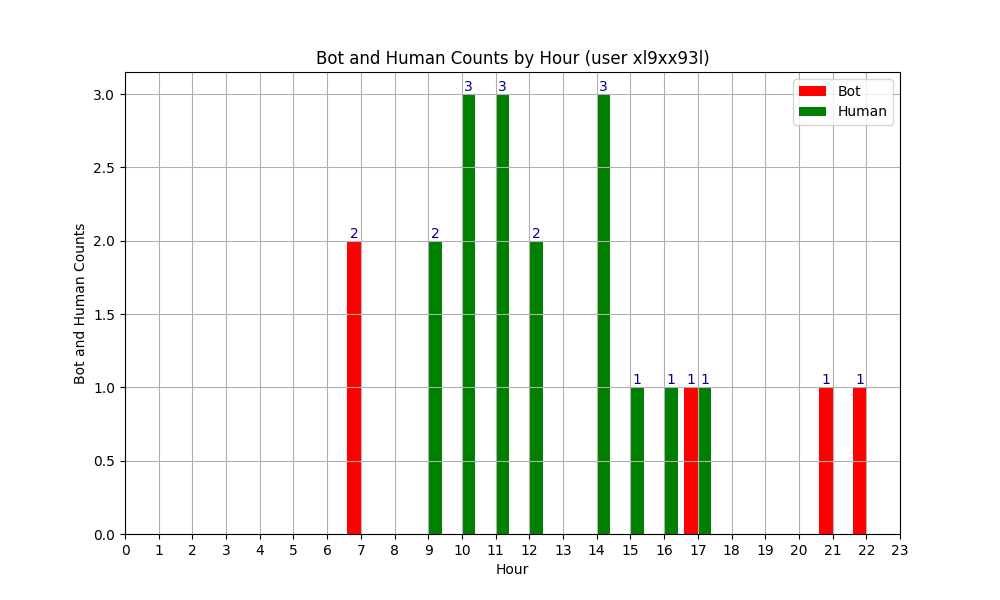 Bot and Human Counts by Hour (user xl9xx93l)
Bot
Human
Bot and Human Counts
3.0
2.5
2.0
1.5
1.0
0.5
0.0
2 2 3 3 2 3 1 1 1 1 1 1
0 1 2 3 4 5 6 7 8 9 10 11 12 13 14 15 16 17 18 19 20 21 22 23
Hour